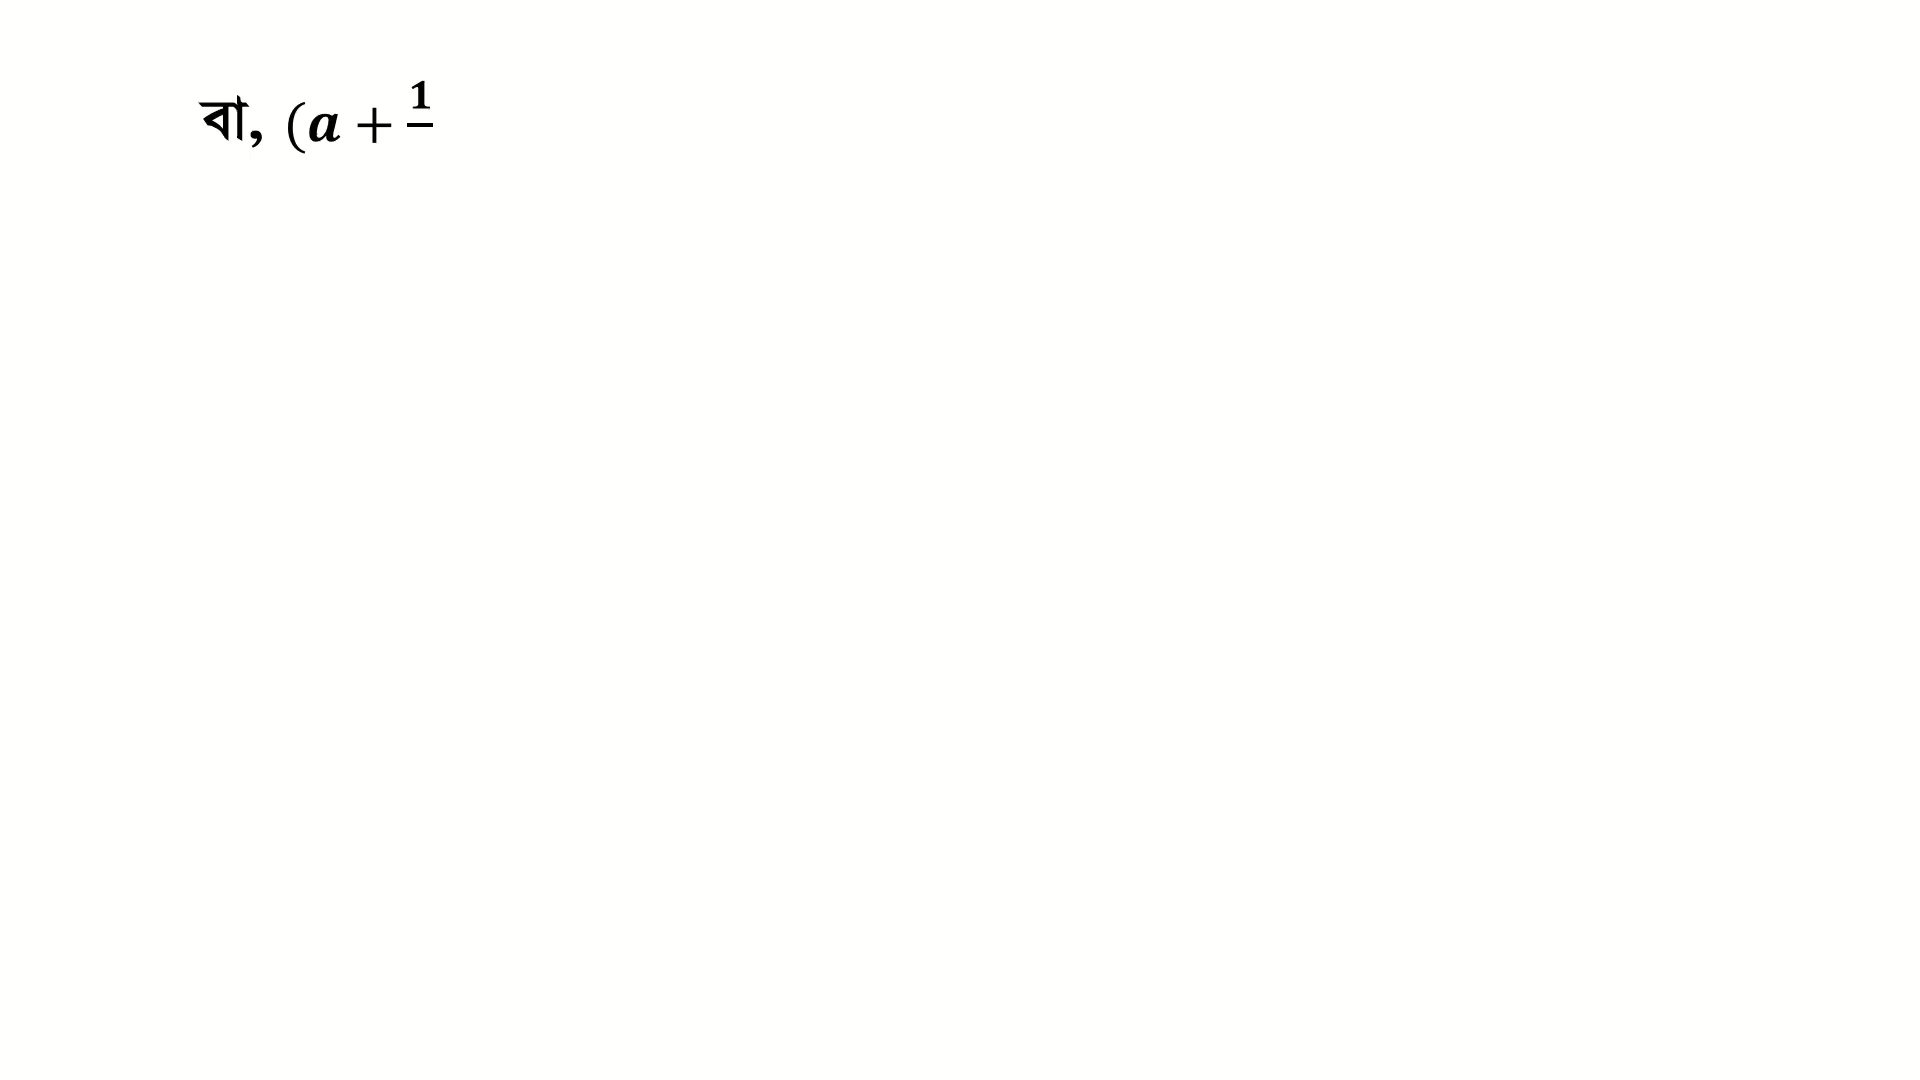 বা, (a + 1/